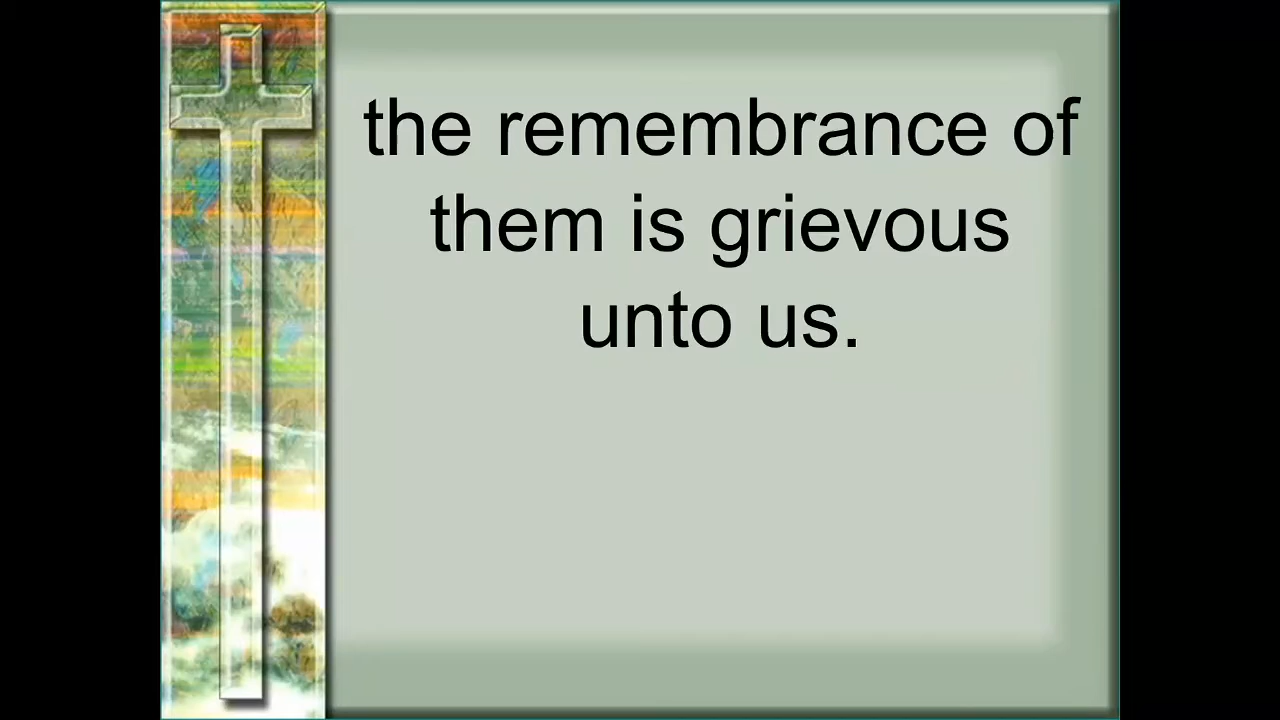 the remembrance of
them is grievous
unto us.